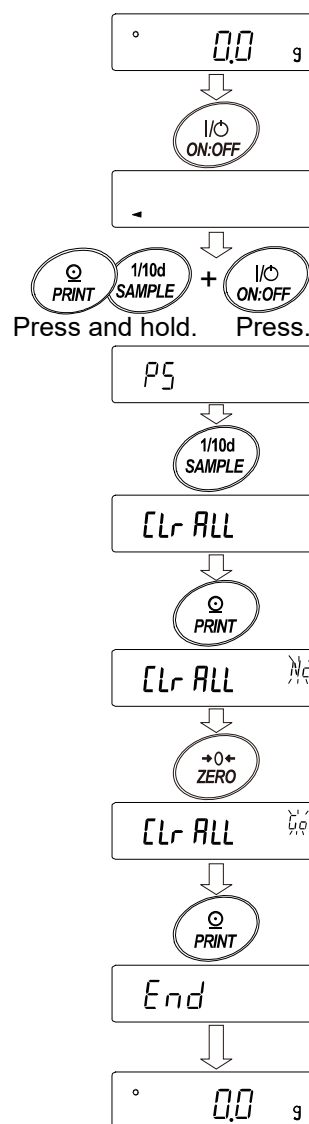 0.0 g
I/⏻
ON:OFF
PRINT
1/10d
SAMPLE
+
I/⏻
ON:OFF
Press and hold. Press.
PS
1/10d
SAMPLE
CLr ALL
PRINT
CLr ALL
→0←
ZERO
CLr ALL Go
PRINT
End
0.0 g